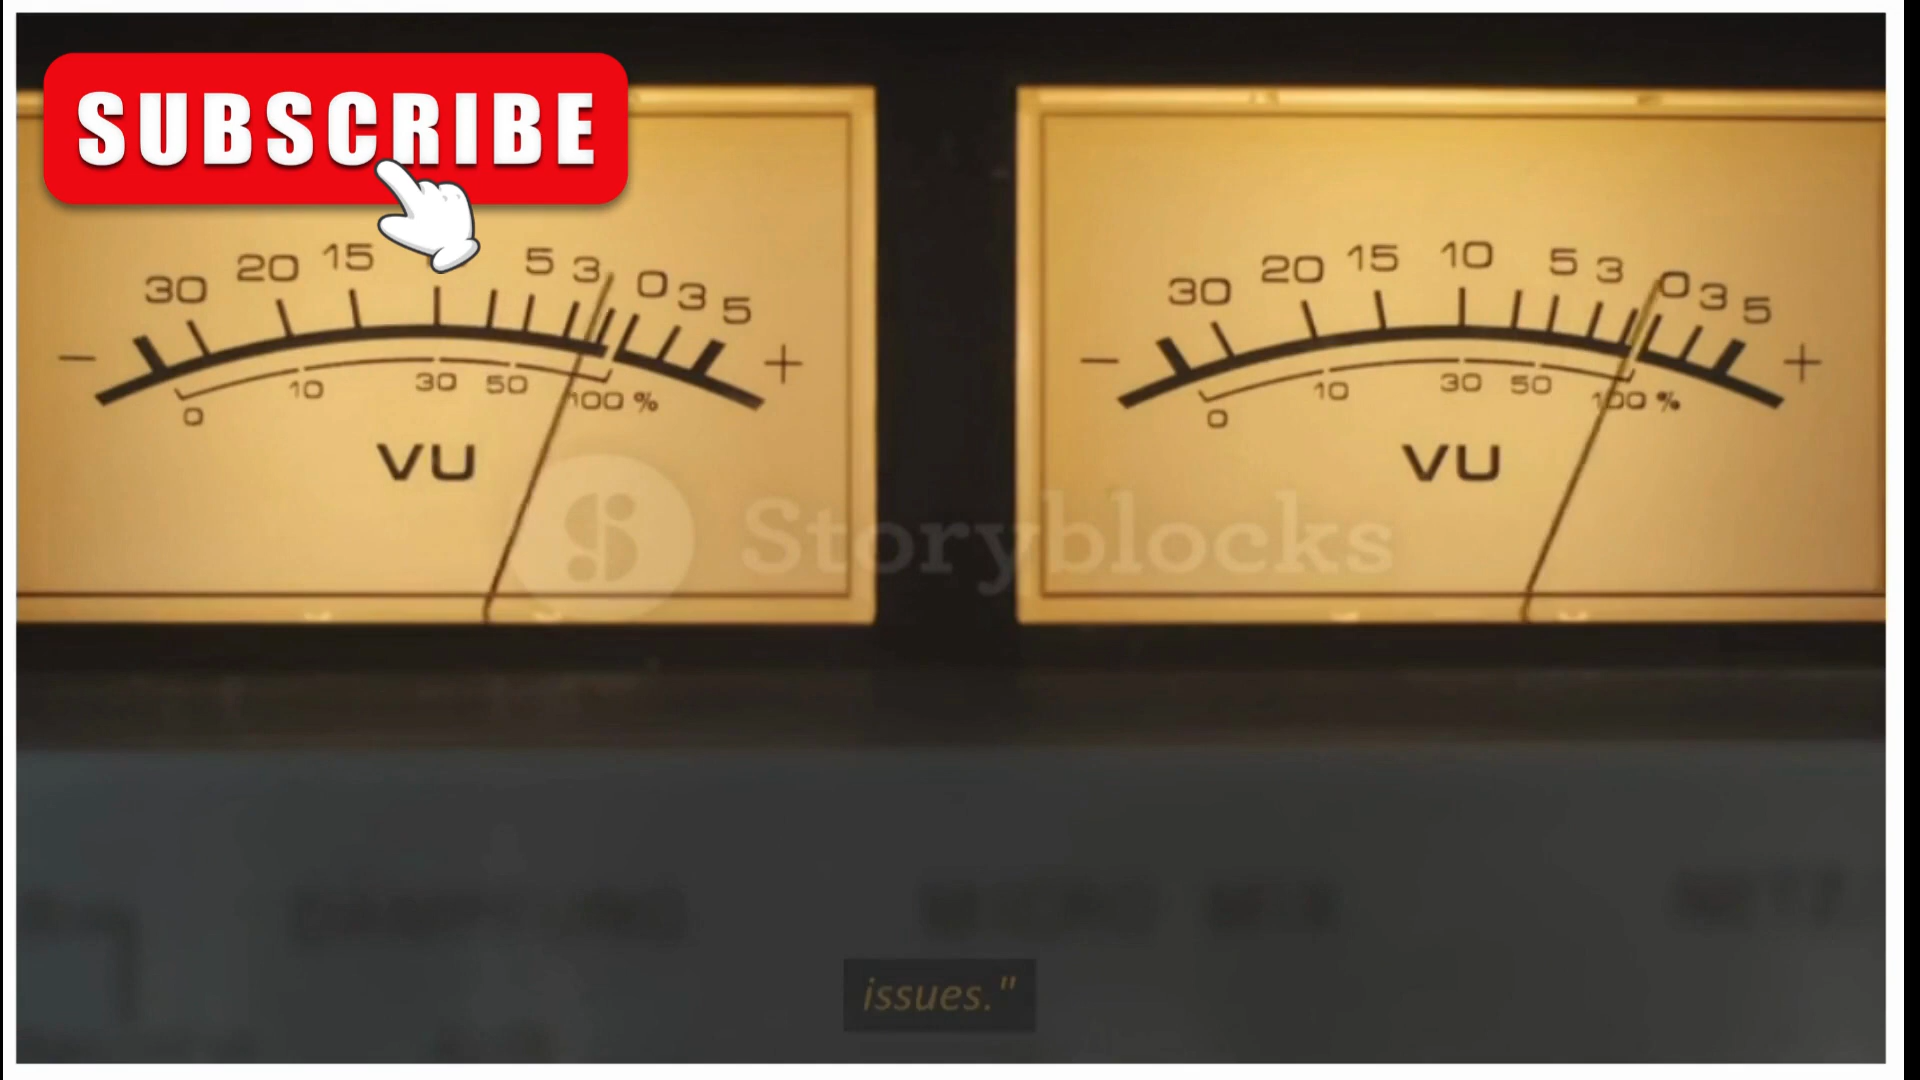 SUBSCRIBE
30 20 15 5 3 0 3 5
− +
0 10 30 50 100 %
VU
30 20 15 10 5 3 0 3 5
− +
0 10 30 50 100 %
VU
Storyblocks
issues."